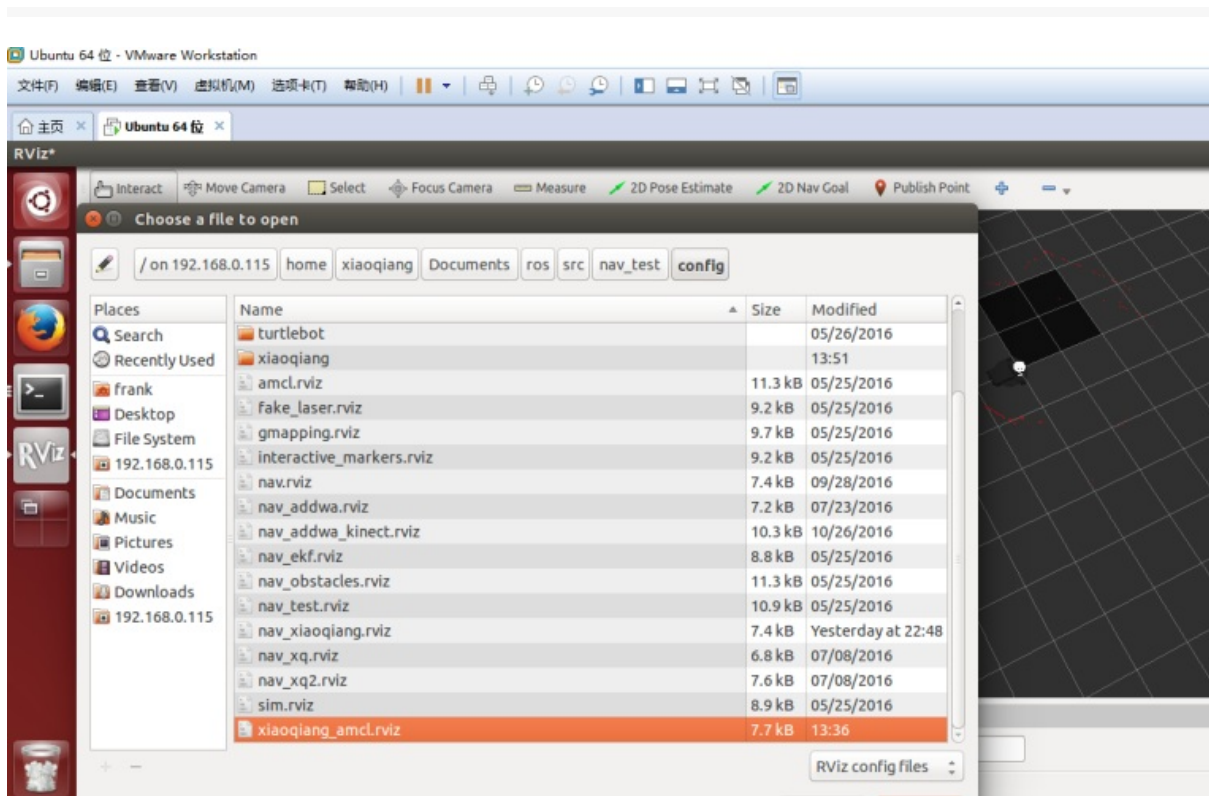 Ubuntu 64 位 - VMware Workstation
文件(F) 编辑(E) 查看(V) 虚拟机(M) 选项卡(T) 帮助(H)
主页 × Ubuntu 64 位 ×
RViz*
Interact Move Camera Select Focus Camera Measure 2D Pose Estimate 2D Nav Goal Publish Point
Choose a file to open
/ on 192.168.0.115 home xiaoqiang Documents ros src nav_test config
Places Name Size Modified
Search turtlebot 05/26/2016
Recently Used xiaoqiang 13:51
frank amcl.rviz 11.3 kB 05/25/2016
Desktop fake_laser.rviz 9.2 kB 05/25/2016
File System gmapping.rviz 9.7 kB 05/25/2016
RViz 192.168.0.115 interactive_markers.rviz 9.2 kB 05/25/2016
Documents nav.rviz 7.4 kB 09/28/2016
Music nav_addwa.rviz 7.2 kB 07/23/2016
Pictures nav_addwa_kinect.rviz 10.3 kB 10/26/2016
Videos nav_ekf.rviz 8.8 kB 05/25/2016
Downloads nav_obstacles.rviz 11.3 kB 05/25/2016
192.168.0.115 nav_test.rviz 10.9 kB 05/25/2016
nav_xiaoqiang.rviz 7.4 kB Yesterday at 22:48
nav_xq.rviz 6.8 kB 07/08/2016
nav_xq2.rviz 7.6 kB 07/08/2016
sim.rviz 8.9 kB 05/25/2016
xiaoqiang_amcl.rviz 7.7 kB 13:36
RViz config files